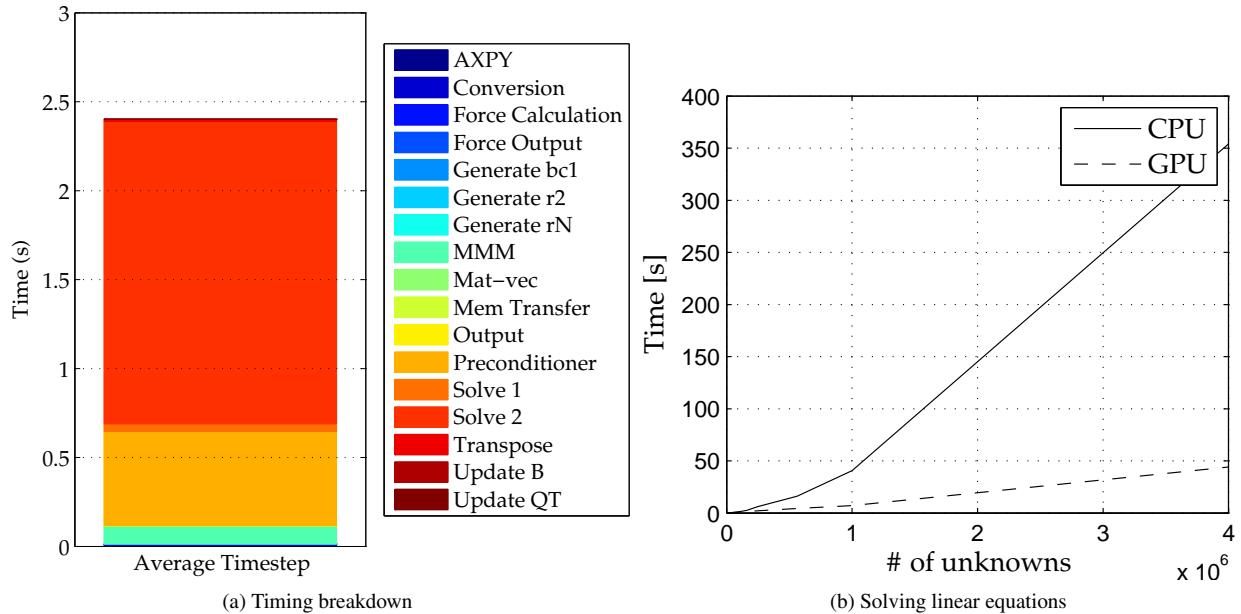 3
2.5
2
1.5
1
0.5
0
Time (s)
Average Timestep
AXPY
Conversion
Force Calculation
Force Output
Generate bc1
Generate r2
Generate rN
MMM
Mat−vec
Mem Transfer
Output
Preconditioner
Solve 1
Solve 2
Transpose
Update B
Update QT
(a) Timing breakdown
400
350
300
250
200
150
100
50
0
Time [s]
CPU
GPU
0 1 2 3 4
x 10^6
# of unknowns
(b) Solving linear equations